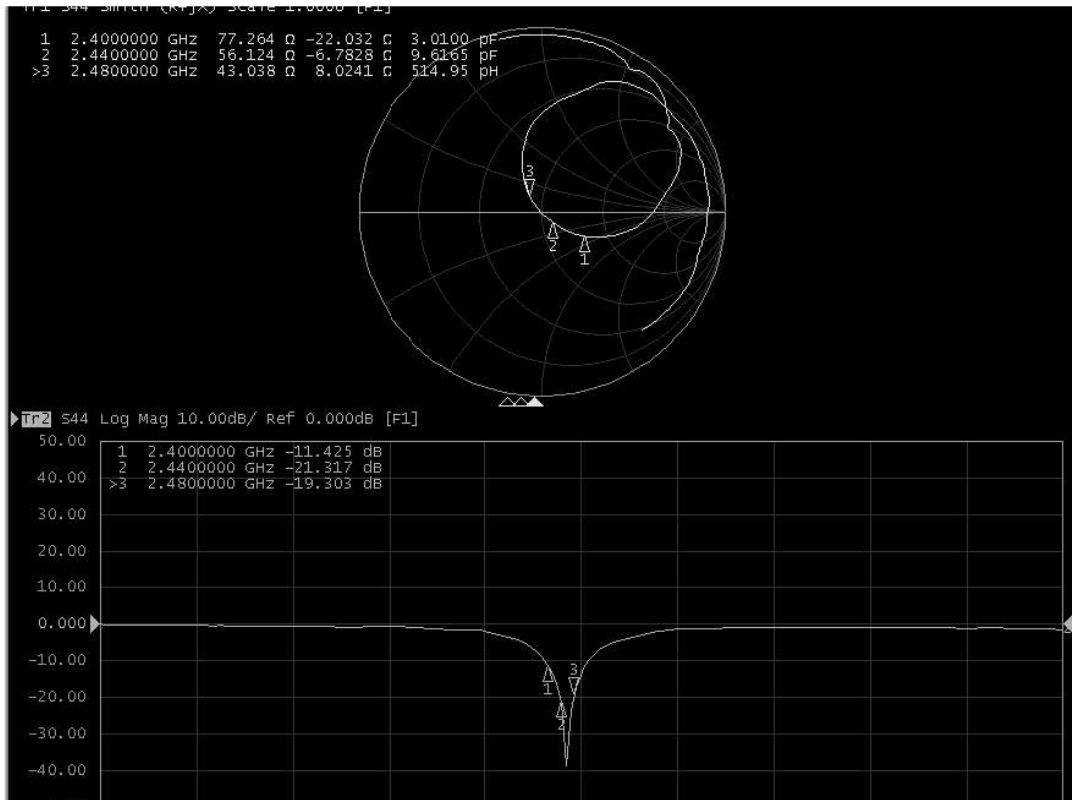 Tr1 S44 Smith (R+jX) Scale 1.000U [F1]
1 2.4000000 GHz 77.264 Ω -22.032 Ω 3.0100 pF
2 2.4400000 GHz 56.124 Ω -6.7828 Ω 9.6165 pF
>3 2.4800000 GHz 43.038 Ω 8.0241 Ω 514.95 pH
3
2
1
Tr2 S44 Log Mag 10.00dB/ Ref 0.000dB [F1]
50.00
1 2.4000000 GHz -11.425 dB
2 2.4400000 GHz -21.317 dB
>3 2.4800000 GHz -19.303 dB
40.00
30.00
20.00
10.00
0.000
-10.00
3
1
-20.00
2
-30.00
-40.00